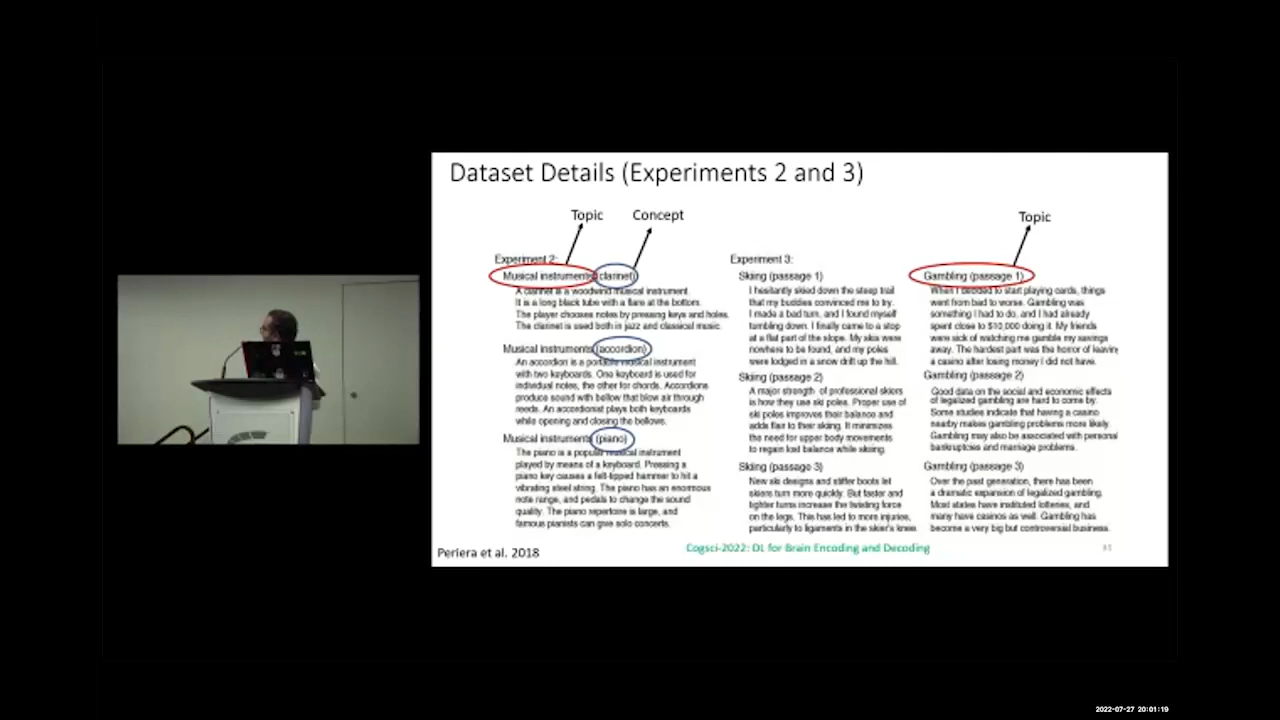 Dataset Details (Experiments 2 and 3)
Topic
Concept
Topic
Experiment 2:
Musical instruments (clarinet)
A clarinet is a woodwind musical instrument.
It is a long black tube with a flare at the bottom.
The player chooses notes by pressing keys and holes.
The clarinet is used both in jazz and classical music.
Musical instruments (accordion)
An accordion is a portable musical instrument
with two keyboards. One keyboard is used for
individual notes, the other for chords. Accordions
produce sound with bellow that blow air through
reeds. An accordionist plays both keyboards
while opening and closing the bellows.
Musical instruments (piano)
The piano is a popular musical instrument
played by means of a keyboard. Pressing a
piano key causes a felt-tipped hammer to hit a
vibrating steel string. The piano has an enormous
note range, and pedals to change the sound
quality. The piano repertoire is large, and
famous pianists can give solo concerts.
Experiment 3:
Skiing (passage 1)
I hesitantly skied down the steep trail
that my buddies convinced me to try.
I made a bad turn, and I found myself
tumbling down. I finally came to a stop
at a flat part of the slope. My skis were
nowhere to be found, and my poles
were lodged in a snow drift up the hill.
Skiing (passage 2)
A major strength of professional skiers
is how they use ski poles. Proper use of
ski poles improves their balance and
adds flair to their skiing. It minimizes
the need for upper body movements
to regain lost balance while skiing.
Skiing (passage 3)
New ski designs and stiffer boots let
skiers turn more quickly. But faster and
tighter turns increase the twisting force
on the legs. This has led to more injuries,
particularly to ligaments in the skier's knee.
Gambling (passage 1)
When I decided to start playing cards, things
went from bad to worse. Gambling was
something I had to do, and I had already
spent close to $10,000 doing it. My friends
were sick of watching me gamble my savings
away. The hardest part was the horror of leavin
a casino after losing money I did not have.
Gambling (passage 2)
Good data on the social and economic effects
of legalized gambling are hard to come by.
Some studies indicate that having a casino
nearby makes gambling problems more likely.
Gambling may also be associated with personal
bankruptcies and marriage problems.
Gambling (passage 3)
Over the past generation, there has been
a dramatic expansion of legalized gambling.
Most states have instituted lotteries, and
many have casinos as well. Gambling has
become a very big but controversial business.
Periera et al. 2018
Cogsci-2022: DL for Brain Encoding and Decoding
2022-07-27 20:01:19